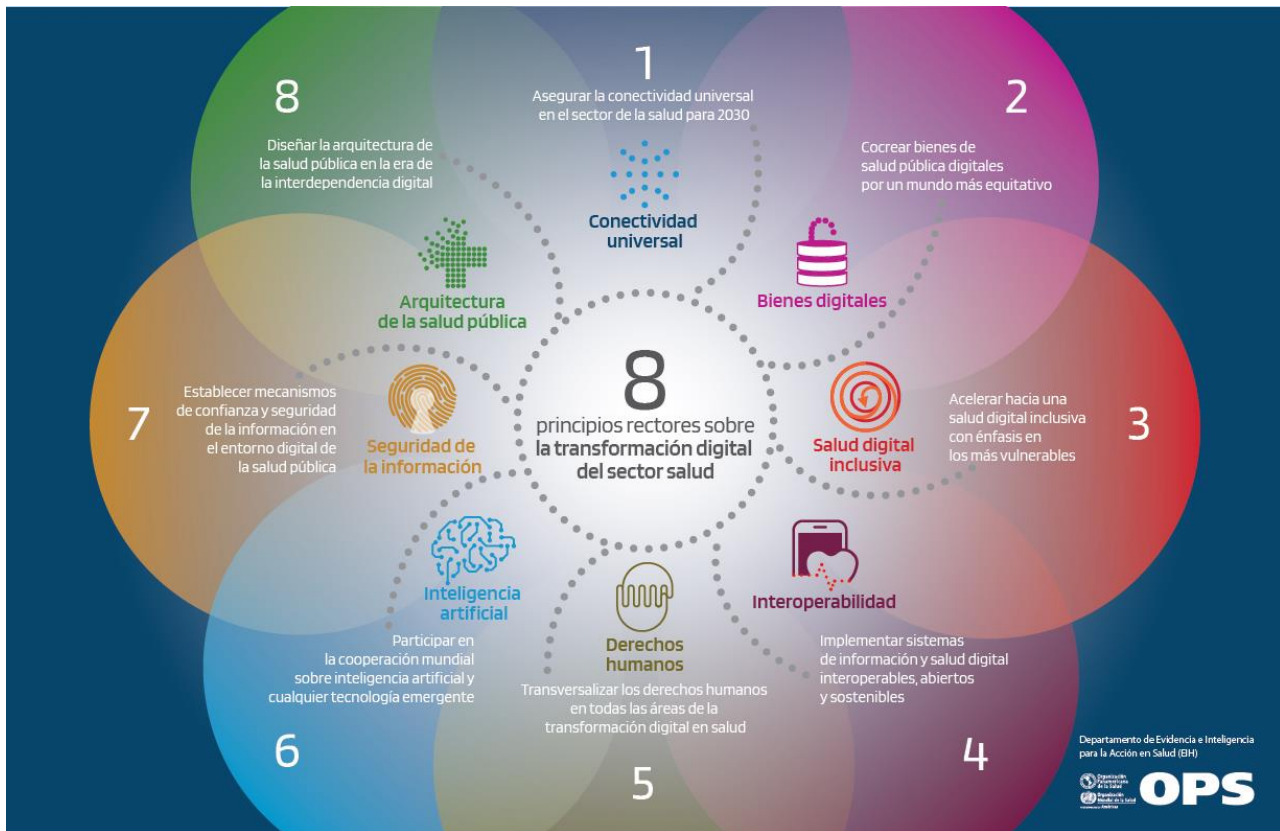 8
principios rectores sobre
la transformación digital
del sector salud
1
Asegurar la conectividad universal
en el sector de la salud para 2030
Conectividad
universal
2
Cocrear bienes de
salud pública digitales
por un mundo más equitativo
Bienes digitales
3
Acelerar hacia una
salud digital inclusiva
con énfasis en
los más vulnerables
Salud digital
inclusiva
4
Interoperabilidad
Implementar sistemas
de información y salud digital
interoperables, abiertos
y sostenibles
5
Derechos
humanos
Transversalizar los derechos humanos
en todas las áreas de la
transformación digital en salud
6
Inteligencia
artificial
Participar en
la cooperación mundial
sobre inteligencia artificial y
cualquier tecnología emergente
7
Establecer mecanismos
de confianza y seguridad
de la información en
el entorno digital de
la salud pública
Seguridad de
la información
8
Diseñar la arquitectura de
la salud pública en la era de
la interdependencia digital
Arquitectura
de la salud pública
Departamento de Evidencia e Inteligencia
para la Acción en Salud (EIH)
Organización
Panamericana
de la Salud
Organización
Mundial de la Salud
Américas
OPS